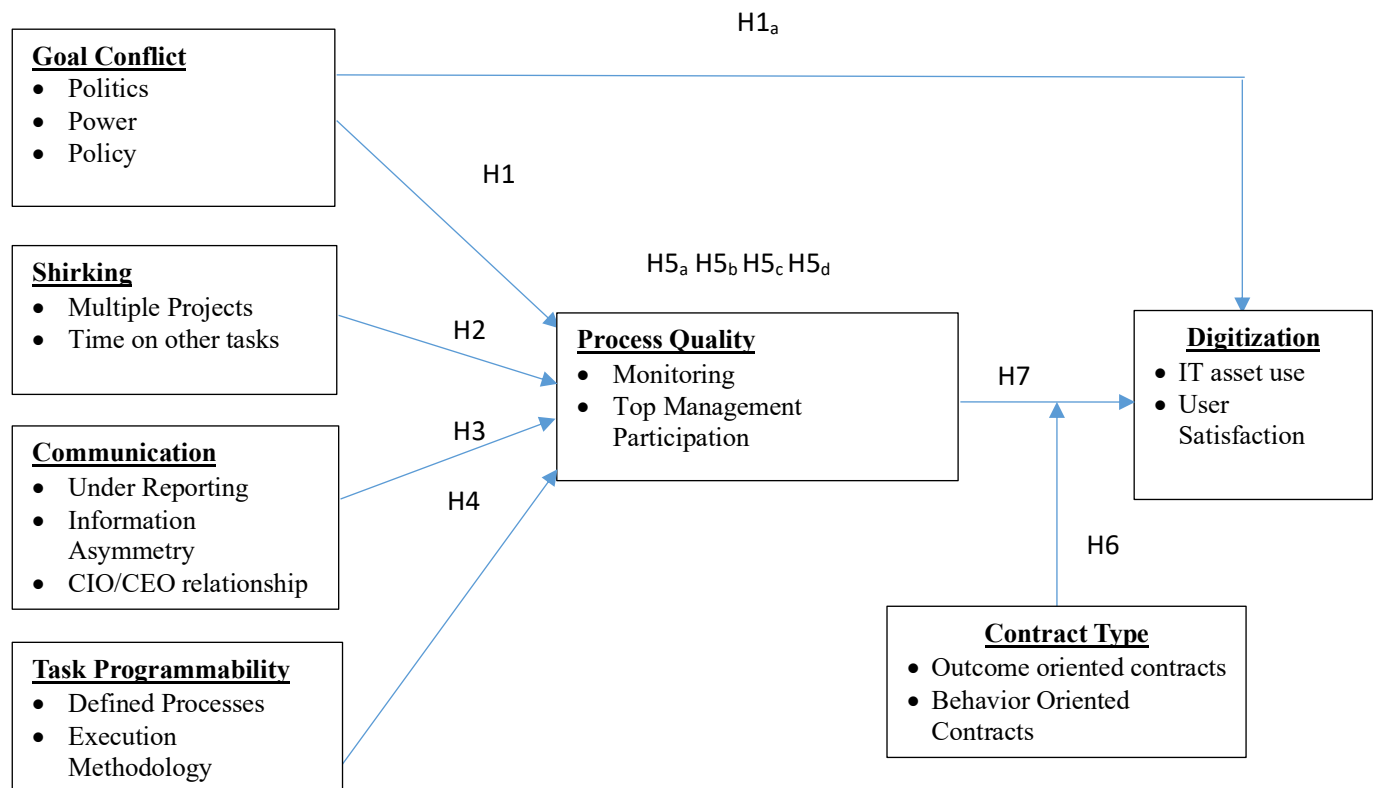 H1a
Goal Conflict
• Politics
• Power
• Policy
H1
Shirking
• Multiple Projects
• Time on other tasks
H2
H5a H5b H5c H5d
Process Quality
• Monitoring
• Top Management
Participation
H7
Digitization
• IT asset use
• User
Satisfaction
Communication
• Under Reporting
• Information
Asymmetry
• CIO/CEO relationship
H3
H4
H6
Contract Type
• Outcome oriented contracts
• Behavior Oriented
Contracts
Task Programmability
• Defined Processes
• Execution
Methodology